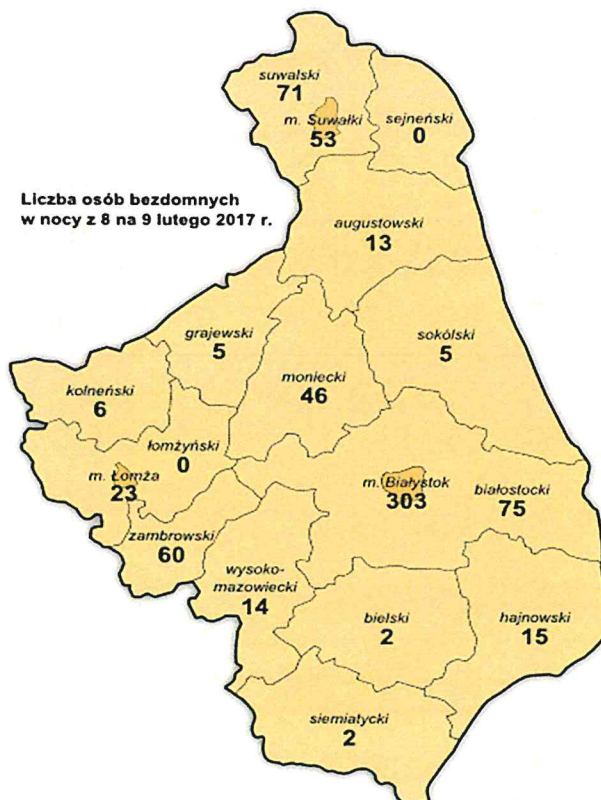 suwalski
71
m. Suwałki
53
sejneński
0
Liczba osób bezdomnych
w nocy z 8 na 9 lutego 2017 r.
augustowski
13
grajewski
5
sokólski
5
kolneński
6
moniecki
46
łomżyński
0
m. Łomża
23
m. Białystok
303
białostocki
75
zambrowski
60
wysoko-
mazowiecki
14
bielski
2
hajnowski
15
siemiatycki
2